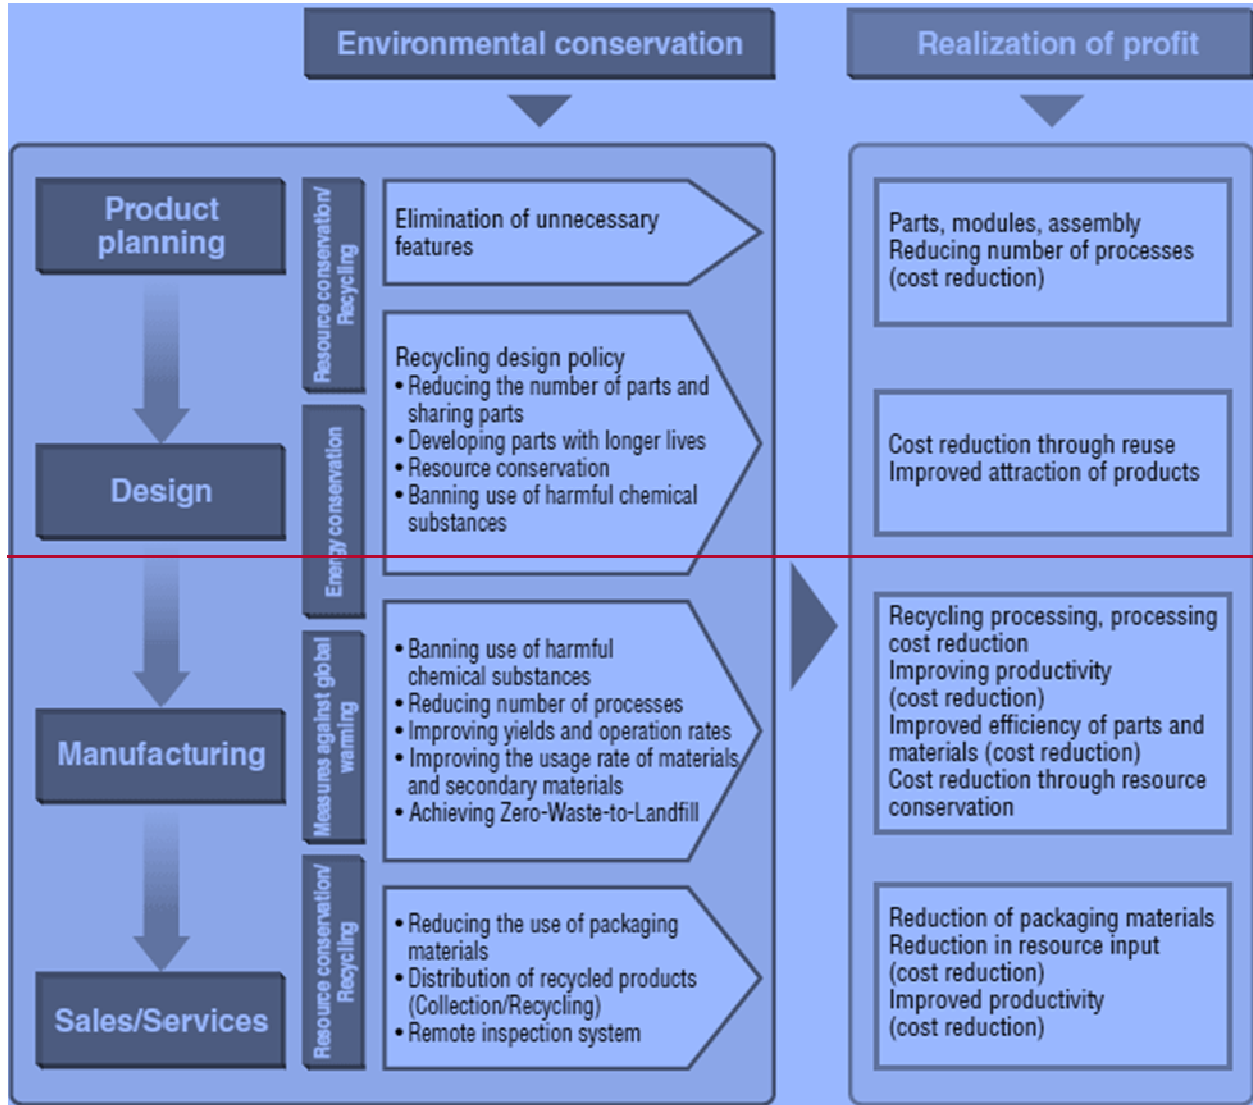 Environmental conservation
Realization of profit
Product
planning
Design
Manufacturing
Sales/Services
Resource conservation/
Recycling
Energy conservation
Measures against global
warming
Resource conservation/
Recycling
Elimination of unnecessary
features
Recycling design policy
• Reducing the number of parts and
sharing parts
• Developing parts with longer lives
• Resource conservation
• Banning use of harmful chemical
substances
• Banning use of harmful
chemical substances
• Reducing number of processes
• Improving yields and operation rates
• Improving the usage rate of materials
and secondary materials
• Achieving Zero-Waste-to-Landfill
• Reducing the use of packaging
materials
• Distribution of recycled products
(Collection/Recycling)
• Remote inspection system
Parts, modules, assembly
Reducing number of processes
(cost reduction)
Cost reduction through reuse
Improved attraction of products
Recycling processing, processing
cost reduction
Improving productivity
(cost reduction)
Improved efficiency of parts and
materials (cost reduction)
Cost reduction through resource
conservation
Reduction of packaging materials
Reduction in resource input
(cost reduction)
Improved productivity
(cost reduction)